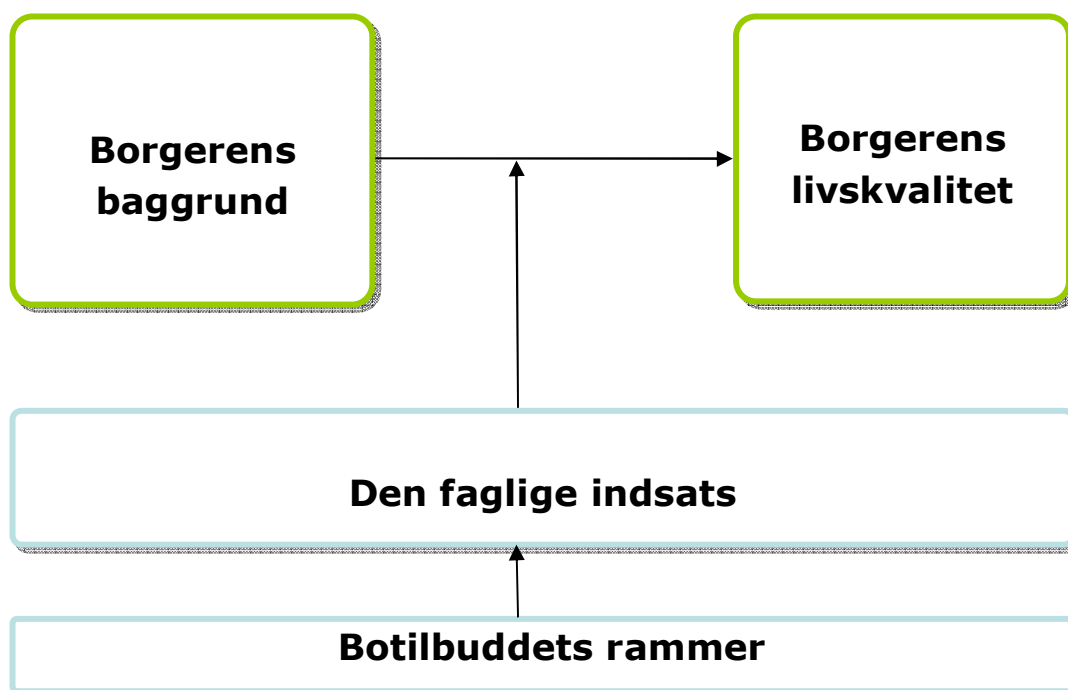 Borgerens
baggrund
Borgerens
livskvalitet
Den faglige indsats
Botilbuddets rammer